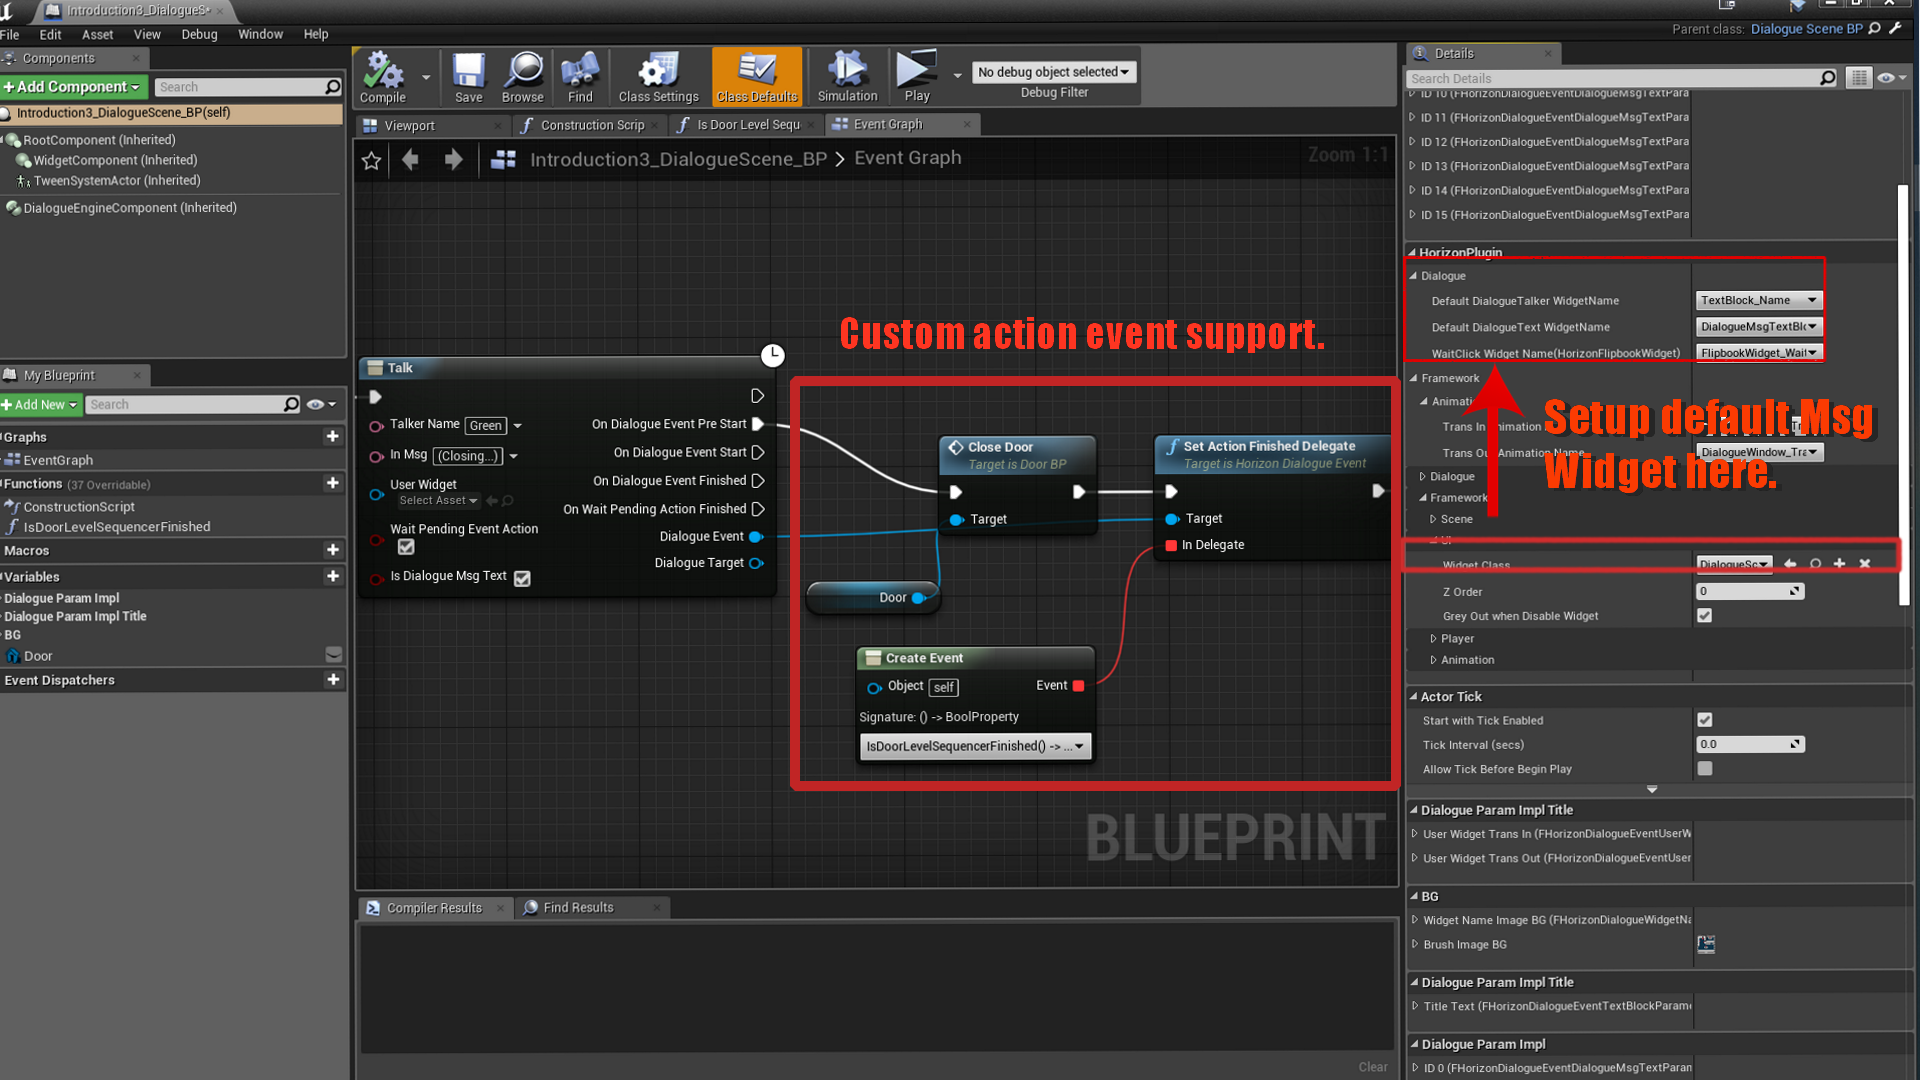 Introduction3_DialogueS*
File Edit Asset View Debug Window Help
Parent class: Dialogue Scene BP
Components
+Add Component
Search
Introduction3_DialogueScene_BP(self)
RootComponent (Inherited)
WidgetComponent (Inherited)
TweenSystemActor (Inherited)
DialogueEngineComponent (Inherited)
My Blueprint
+Add New
Search
Graphs
EventGraph
Functions (37 Overridable)
ConstructionScript
IsDoorLevelSequencerFinished
Macros
Variables
Dialogue Param Impl
Dialogue Param Impl Title
BG
Door
Event Dispatchers
Compile
Save
Browse
Find
Class Settings
Class Defaults
Simulation
Play
No debug object selected
Debug Filter
Viewport
Construction Scrip
Is Door Level Sequ
Event Graph
Introduction3_DialogueScene_BP > Event Graph
Zoom 1:1
Custom action event support.
Talk
Talker Name Green
In Msg (Closing...)
User Widget
Select Asset
Wait Pending Event Action
Is Dialogue Msg Text
On Dialogue Event Pre Start
On Dialogue Event Start
On Dialogue Event Finished
On Wait Pending Action Finished
Dialogue Event
Dialogue Target
Close Door
Target is Door BP
Target
Set Action Finished Delegate
Target is Horizon Dialogue Event
Target
In Delegate
Door
Create Event
Object self
Event
Signature: () -> BoolProperty
IsDoorLevelSequencerFinished() -> ...
BLUEPRINT
Compiler Results
Find Results
Clear
Details
Search Details
ID 10 (FHorizonDialogueEventDialogueMsgTextPara
ID 11 (FHorizonDialogueEventDialogueMsgTextPara
ID 12 (FHorizonDialogueEventDialogueMsgTextPara
ID 13 (FHorizonDialogueEventDialogueMsgTextPara
ID 14 (FHorizonDialogueEventDialogueMsgTextPara
ID 15 (FHorizonDialogueEventDialogueMsgTextPara
HorizonPlugin
Dialogue
Default DialogueTalker WidgetName TextBlock_Name
Default DialogueText WidgetName DialogueMsgTextBlo
WaitClick Widget Name(HorizonFlipbookWidget) FlipbookWidget_Wait
Framework
Trans In Animation
Trans Out Animation Name DialogueWindow_Tra
Setup default Msg
Widget here.
Dialogue
Framework
Scene
UI
Widget Class DialogueSc
Z Order 0
Grey Out when Disable Widget
Player
Animation
Actor Tick
Start with Tick Enabled
Tick Interval (secs) 0.0
Allow Tick Before Begin Play
Dialogue Param Impl Title
User Widget Trans In (FHorizonDialogueEventUserW
User Widget Trans Out (FHorizonDialogueEventUser
BG
Widget Name Image BG (FHorizonDialogueWidgetNa
Brush Image BG
Dialogue Param Impl Title
Title Text (FHorizonDialogueEventTextBlockParame
Dialogue Param Impl
ID 0 (FHorizonDialogueEventDialogueMsgTextParan